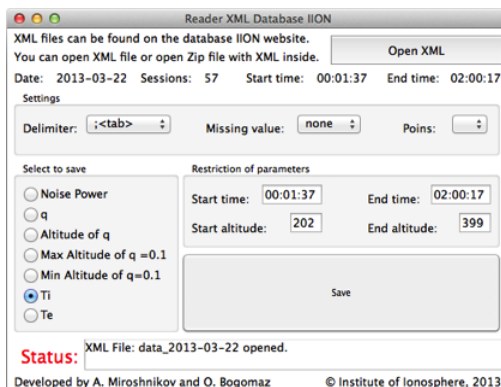 Reader XML Database IION
XML files can be found on the database IION website.
You can open XML file or open Zip file with XML inside.
Open XML
Date: 2013-03-22 Sessions: 57 Start time: 00:01:37 End time: 02:00:17
Settings
Delimiter: ;<tab> Missing value: none Poins:
Select to save
Noise Power
q
Altitude of q
Max Altitude of q =0.1
Min Altitude of q=0.1
Ti
Te
Restriction of parameters
Start time: 00:01:37 End time: 02:00:17
Start altitude: 202 End altitude: 399
Save
Status: XML File: data_2013-03-22 opened.
Developed by A. Miroshnikov and O. Bogomaz © Institute of Ionosphere, 2013